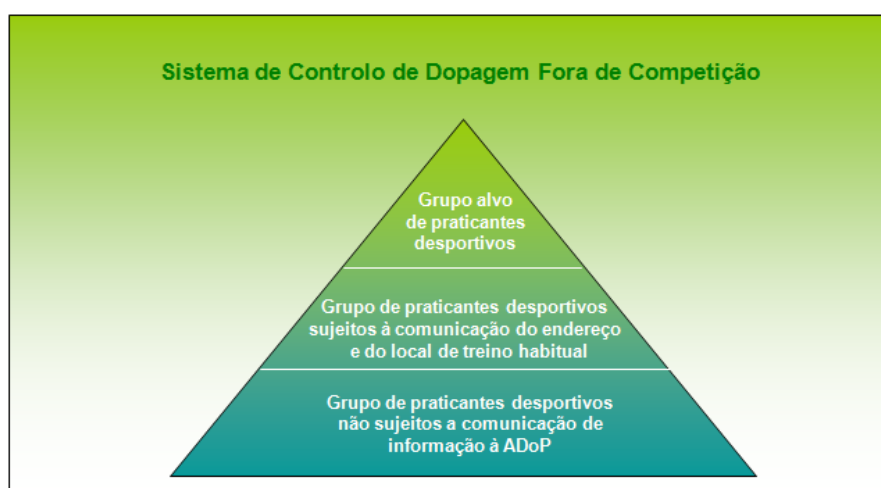 Sistema de Controlo de Dopagem Fora de Competição
Grupo alvo
de praticantes
desportivos
Grupo de praticantes desportivos
sujeitos à comunicação do endereço
e do local de treino habitual
Grupo de praticantes desportivos
não sujeitos a comunicação de
informação à ADoP